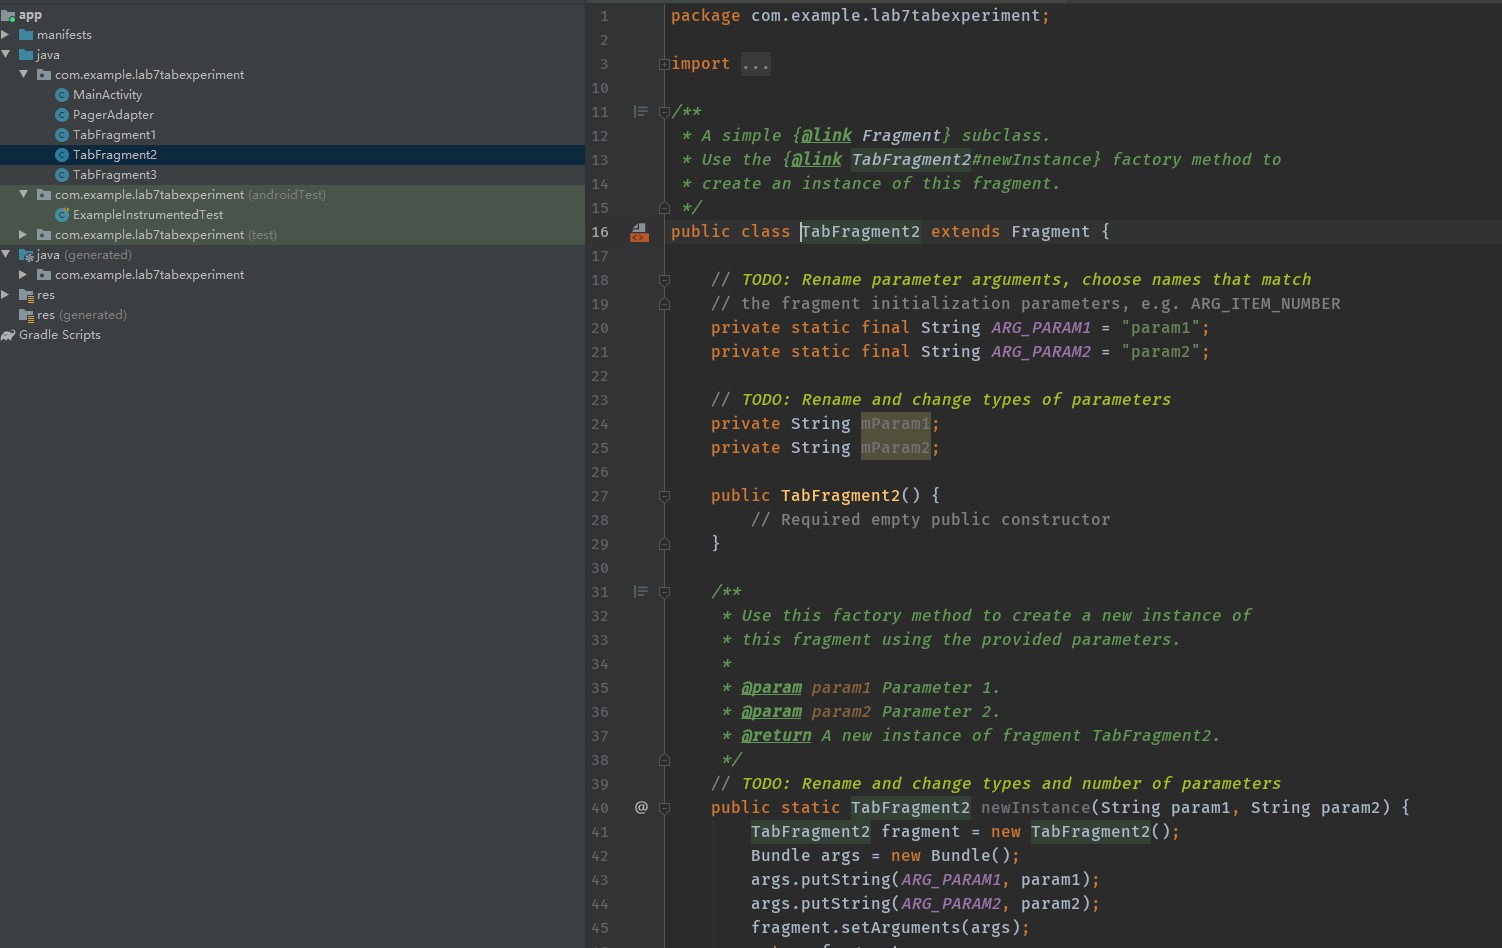 app
manifests
java
com.example.lab7tabexperiment
MainActivity
PagerAdapter
TabFragment1
TabFragment2
TabFragment3
com.example.lab7tabexperiment (androidTest)
ExampleInstrumentedTest
com.example.lab7tabexperiment (test)
java (generated)
com.example.lab7tabexperiment
res
res (generated)
Gradle Scripts
1 package com.example.lab7tabexperiment;
2
3 import ...
10
11 /**
12 * A simple {@link Fragment} subclass.
13 * Use the {@link TabFragment2#newInstance} factory method to
14 * create an instance of this fragment.
15 */
16 public class TabFragment2 extends Fragment {
17
18 // TODO: Rename parameter arguments, choose names that match
19 // the fragment initialization parameters, e.g. ARG_ITEM_NUMBER
20 private static final String ARG_PARAM1 = "param1";
21 private static final String ARG_PARAM2 = "param2";
22
23 // TODO: Rename and change types of parameters
24 private String mParam1;
25 private String mParam2;
26
27 public TabFragment2() {
28 // Required empty public constructor
29 }
30
31 /**
32 * Use this factory method to create a new instance of
33 * this fragment using the provided parameters.
34 *
35 * @param param1 Parameter 1.
36 * @param param2 Parameter 2.
37 * @return A new instance of fragment TabFragment2.
38 */
39 // TODO: Rename and change types and number of parameters
40 @ public static TabFragment2 newInstance(String param1, String param2) {
41 TabFragment2 fragment = new TabFragment2();
42 Bundle args = new Bundle();
43 args.putString(ARG_PARAM1, param1);
44 args.putString(ARG_PARAM2, param2);
45 fragment.setArguments(args);